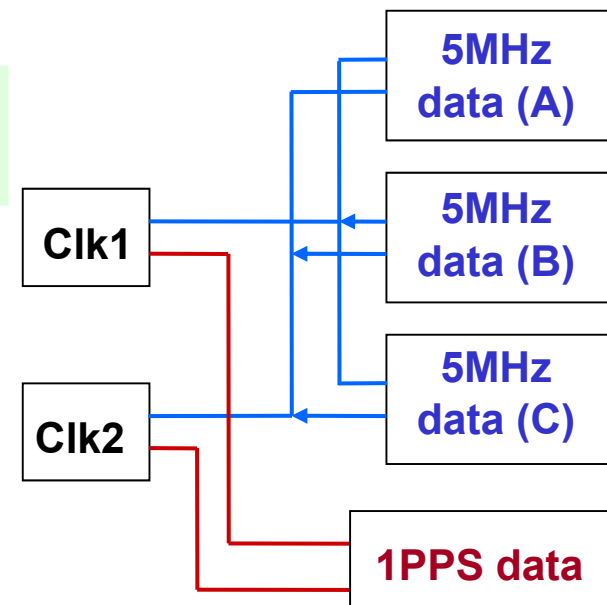 5MHz
data (A)
Clk1
5MHz
data (B)
Clk2
5MHz
data (C)
1PPS data